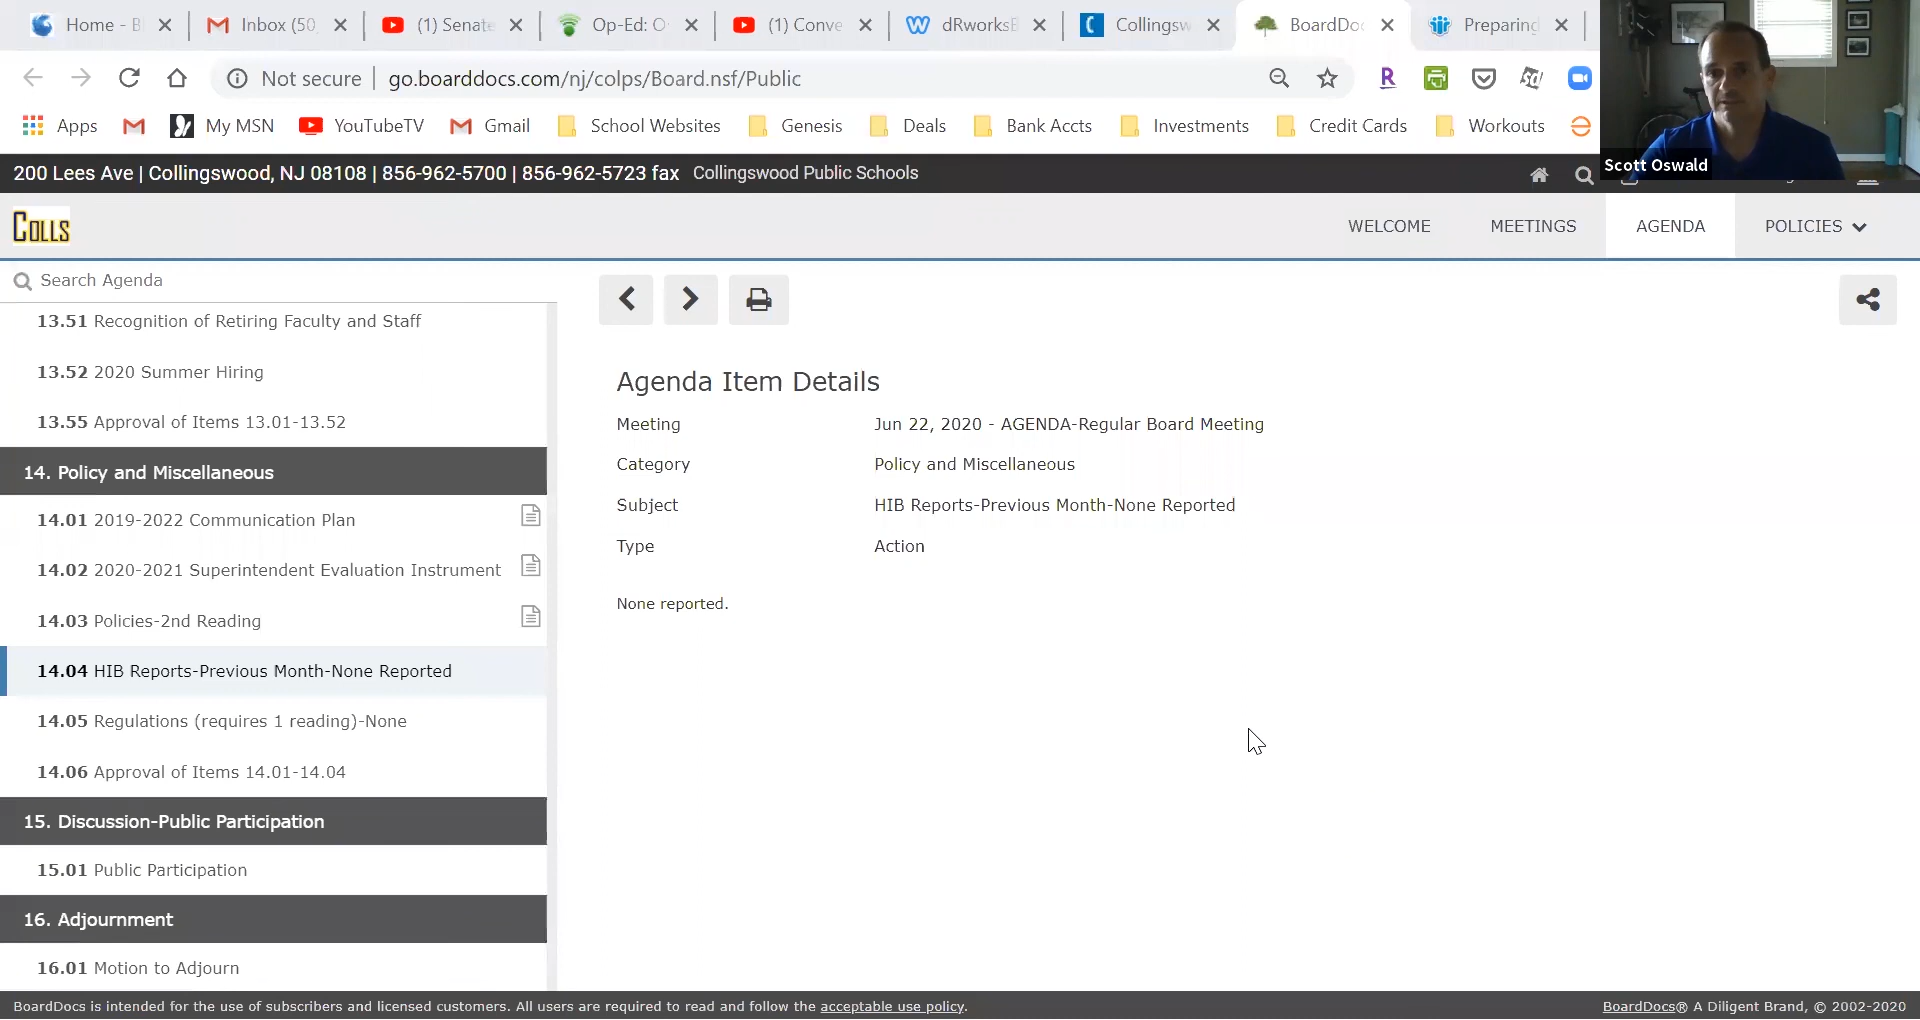 Home - B
Inbox (50
(1) Senate
Op-Ed: O
(1) Conve
dRworksB
Collingsw
BoardDoc
Preparing
Not secure | go.boarddocs.com/nj/colps/Board.nsf/Public
Apps
My MSN
YouTubeTV
Gmail
School Websites
Genesis
Deals
Bank Accts
Investments
Credit Cards
Workouts
Scott Oswald
200 Lees Ave | Collingswood, NJ 08108 | 856-962-5700 | 856-962-5723 fax Collingswood Public Schools
COLLS
WELCOME
MEETINGS
AGENDA
POLICIES
Search Agenda
13.51 Recognition of Retiring Faculty and Staff
13.52 2020 Summer Hiring
13.55 Approval of Items 13.01-13.52
14. Policy and Miscellaneous
14.01 2019-2022 Communication Plan
14.02 2020-2021 Superintendent Evaluation Instrument
14.03 Policies-2nd Reading
14.04 HIB Reports-Previous Month-None Reported
14.05 Regulations (requires 1 reading)-None
14.06 Approval of Items 14.01-14.04
15. Discussion-Public Participation
15.01 Public Participation
16. Adjournment
16.01 Motion to Adjourn
Agenda Item Details
Meeting Jun 22, 2020 - AGENDA-Regular Board Meeting
Category Policy and Miscellaneous
Subject HIB Reports-Previous Month-None Reported
Type Action
None reported.
BoardDocs is intended for the use of subscribers and licensed customers. All users are required to read and follow the acceptable use policy.
BoardDocs® A Diligent Brand, © 2002-2020